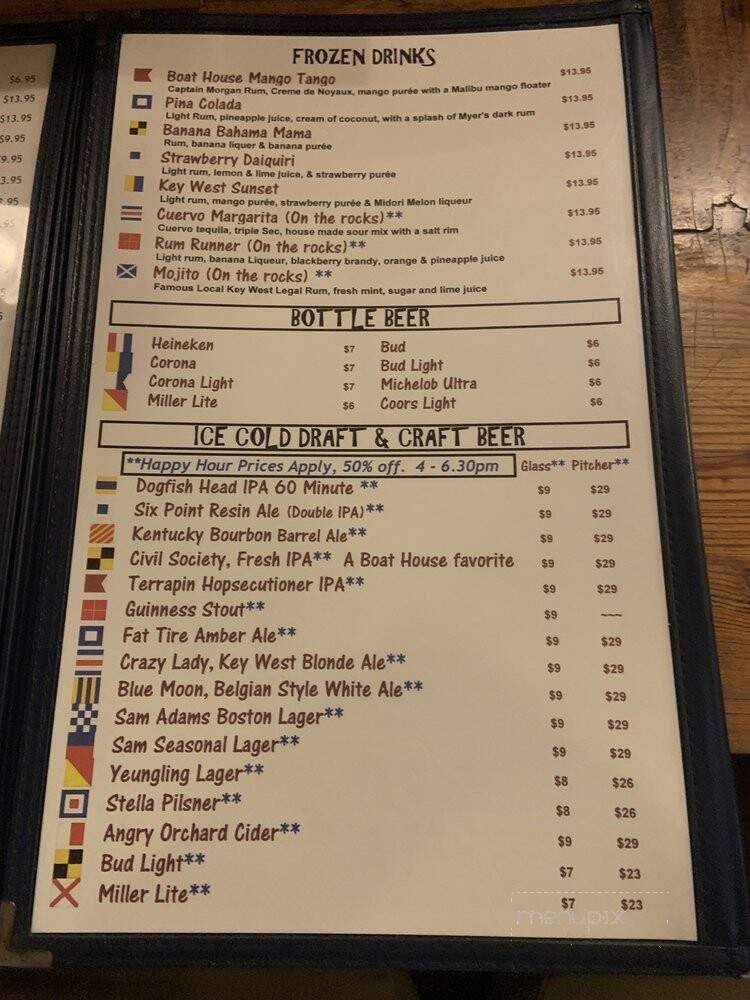 $6.95
$13.95
$13.95
$9.95
9.95
3.95
FROZEN DRINKS
Boat House Mango Tango $13.95
Captain Morgan Rum, Creme de Noyaux, mango purée with a Malibu mango floater
Pina Colada $13.95
Light Rum, pineapple juice, cream of coconut, with a splash of Myer's dark rum
Banana Bahama Mama $13.95
Rum, banana liquer & banana purée
Strawberry Daiquiri $13.95
Light rum, lemon & lime juice, & strawberry purée
Key West Sunset $13.95
Light rum, mango purée, strawberry purée & Midori Melon liqueur
Cuervo Margarita (On the rocks)** $13.95
Cuervo tequila, triple Sec, house made sour mix with a salt rim
Rum Runner (On the rocks)** $13.95
Light rum, banana Liqueur, blackberry brandy, orange & pineapple juice
Mojito (On the rocks) ** $13.95
Famous Local Key West Legal Rum, fresh mint, sugar and lime juice
BOTTLE BEER
Heineken $7 Bud $6
Corona $7 Bud Light $6
Corona Light $7 Michelob Ultra $6
Miller Lite $6 Coors Light $6
ICE COLD DRAFT & CRAFT BEER
**Happy Hour Prices Apply, 50% off. 4 - 6.30pm Glass** Pitcher**
Dogfish Head IPA 60 Minute ** $9 $29
Six Point Resin Ale (Double IPA)** $9 $29
Kentucky Bourbon Barrel Ale** $9 $29
Civil Society, Fresh IPA** A Boat House favorite $9 $29
Terrapin Hopsecutioner IPA** $9 $29
Guinness Stout** $9 ~~~
Fat Tire Amber Ale** $9 $29
Crazy Lady, Key West Blonde Ale** $9 $29
Blue Moon, Belgian Style White Ale** $9 $29
Sam Adams Boston Lager** $9 $29
Sam Seasonal Lager** $9 $29
Yeungling Lager** $8 $26
Stella Pilsner** $8 $26
Angry Orchard Cider** $9 $29
Bud Light** $7 $23
Miller Lite** $7 $23
menupix